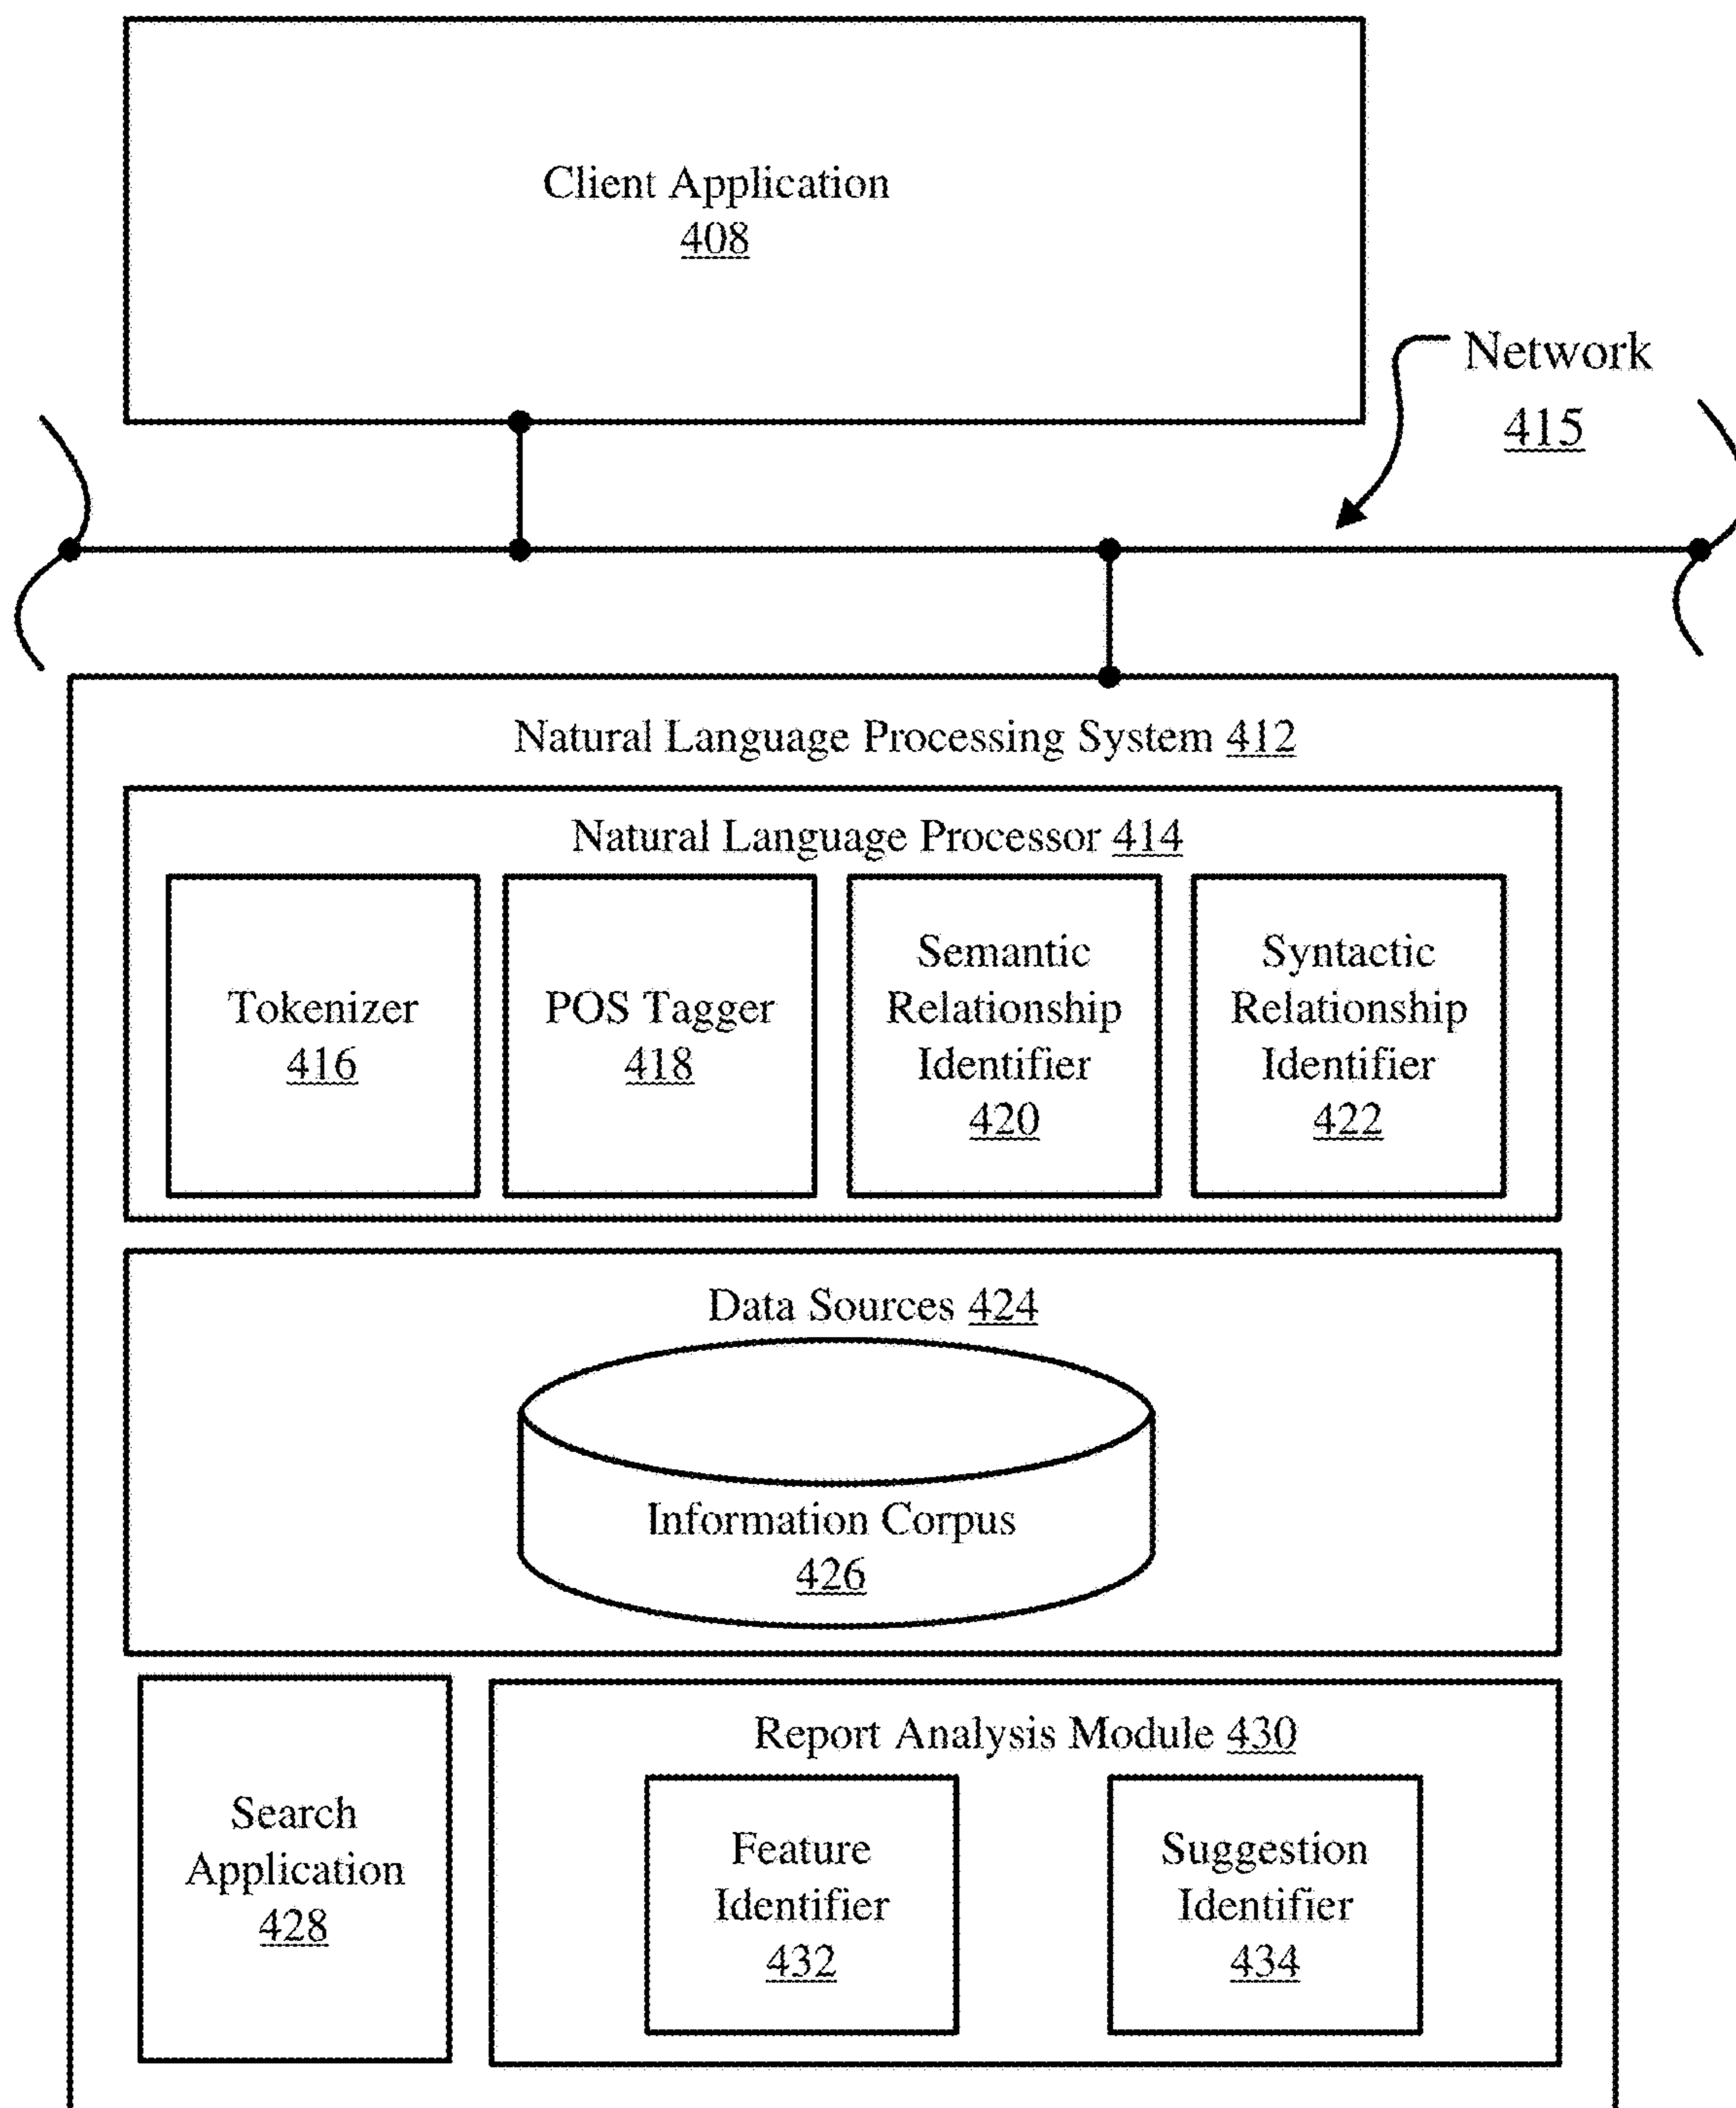 Client Application
408
Network
415
Natural Language Processing System 412
Natural Language Processor 414
Tokenizer
416
POS Tagger
418
Semantic
Relationship
Identifier
420
Syntactic
Relationship
Identifier
422
Data Sources 424
Information Corpus
426
Search
Application
428
Report Analysis Module 430
Feature
Identifier
432
Suggestion
Identifier
434